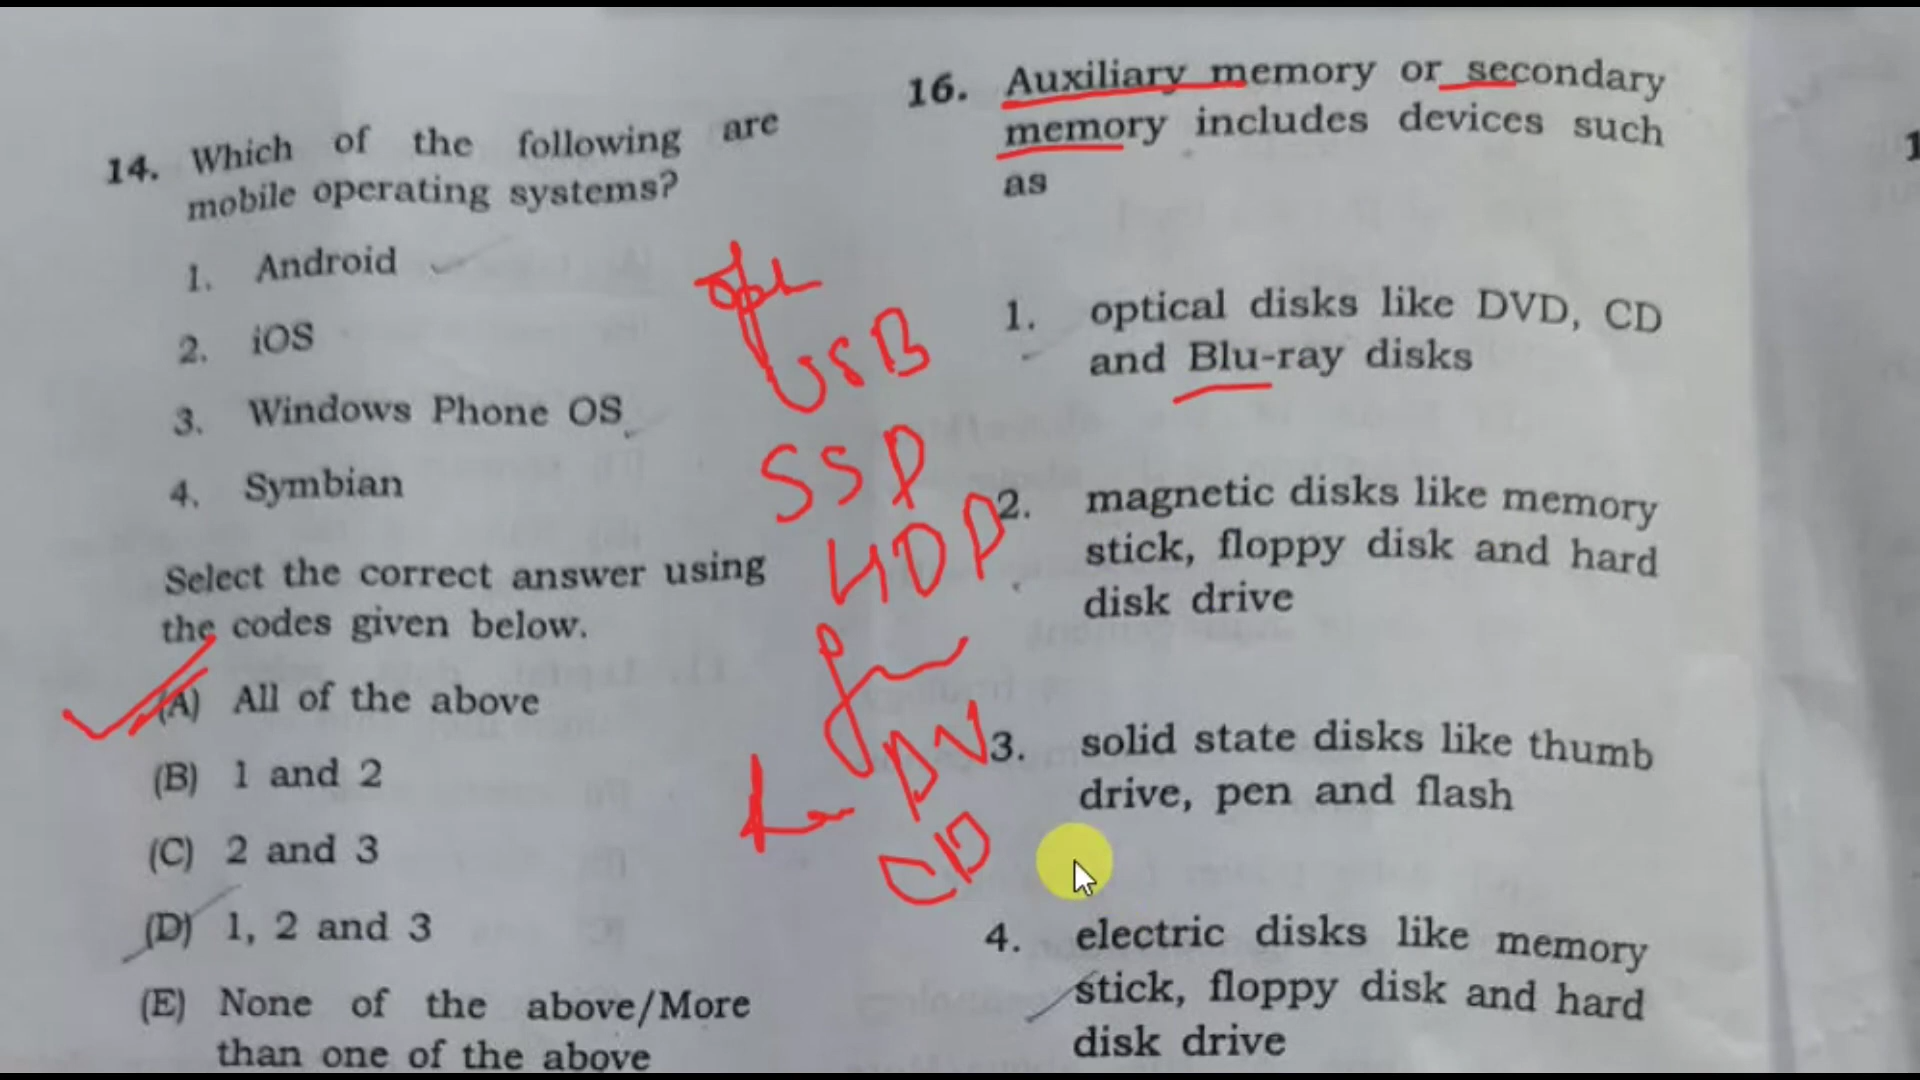 14. Which of the following are
mobile operating systems?
1. Android
2. iOS
3. Windows Phone OS
4. Symbian
Select the correct answer using
the codes given below.
(A) All of the above
(B) 1 and 2
(C) 2 and 3
(D) 1, 2 and 3
(E) None of the above/More
than one of the above
USB
SSD
HDD
CD
16. Auxiliary memory or secondary
memory includes devices such
as
1. optical disks like DVD, CD
and Blu-ray disks
2. magnetic disks like memory
stick, floppy disk and hard
disk drive
3. solid state disks like thumb
drive, pen and flash
4. electric disks like memory
stick, floppy disk and hard
disk drive